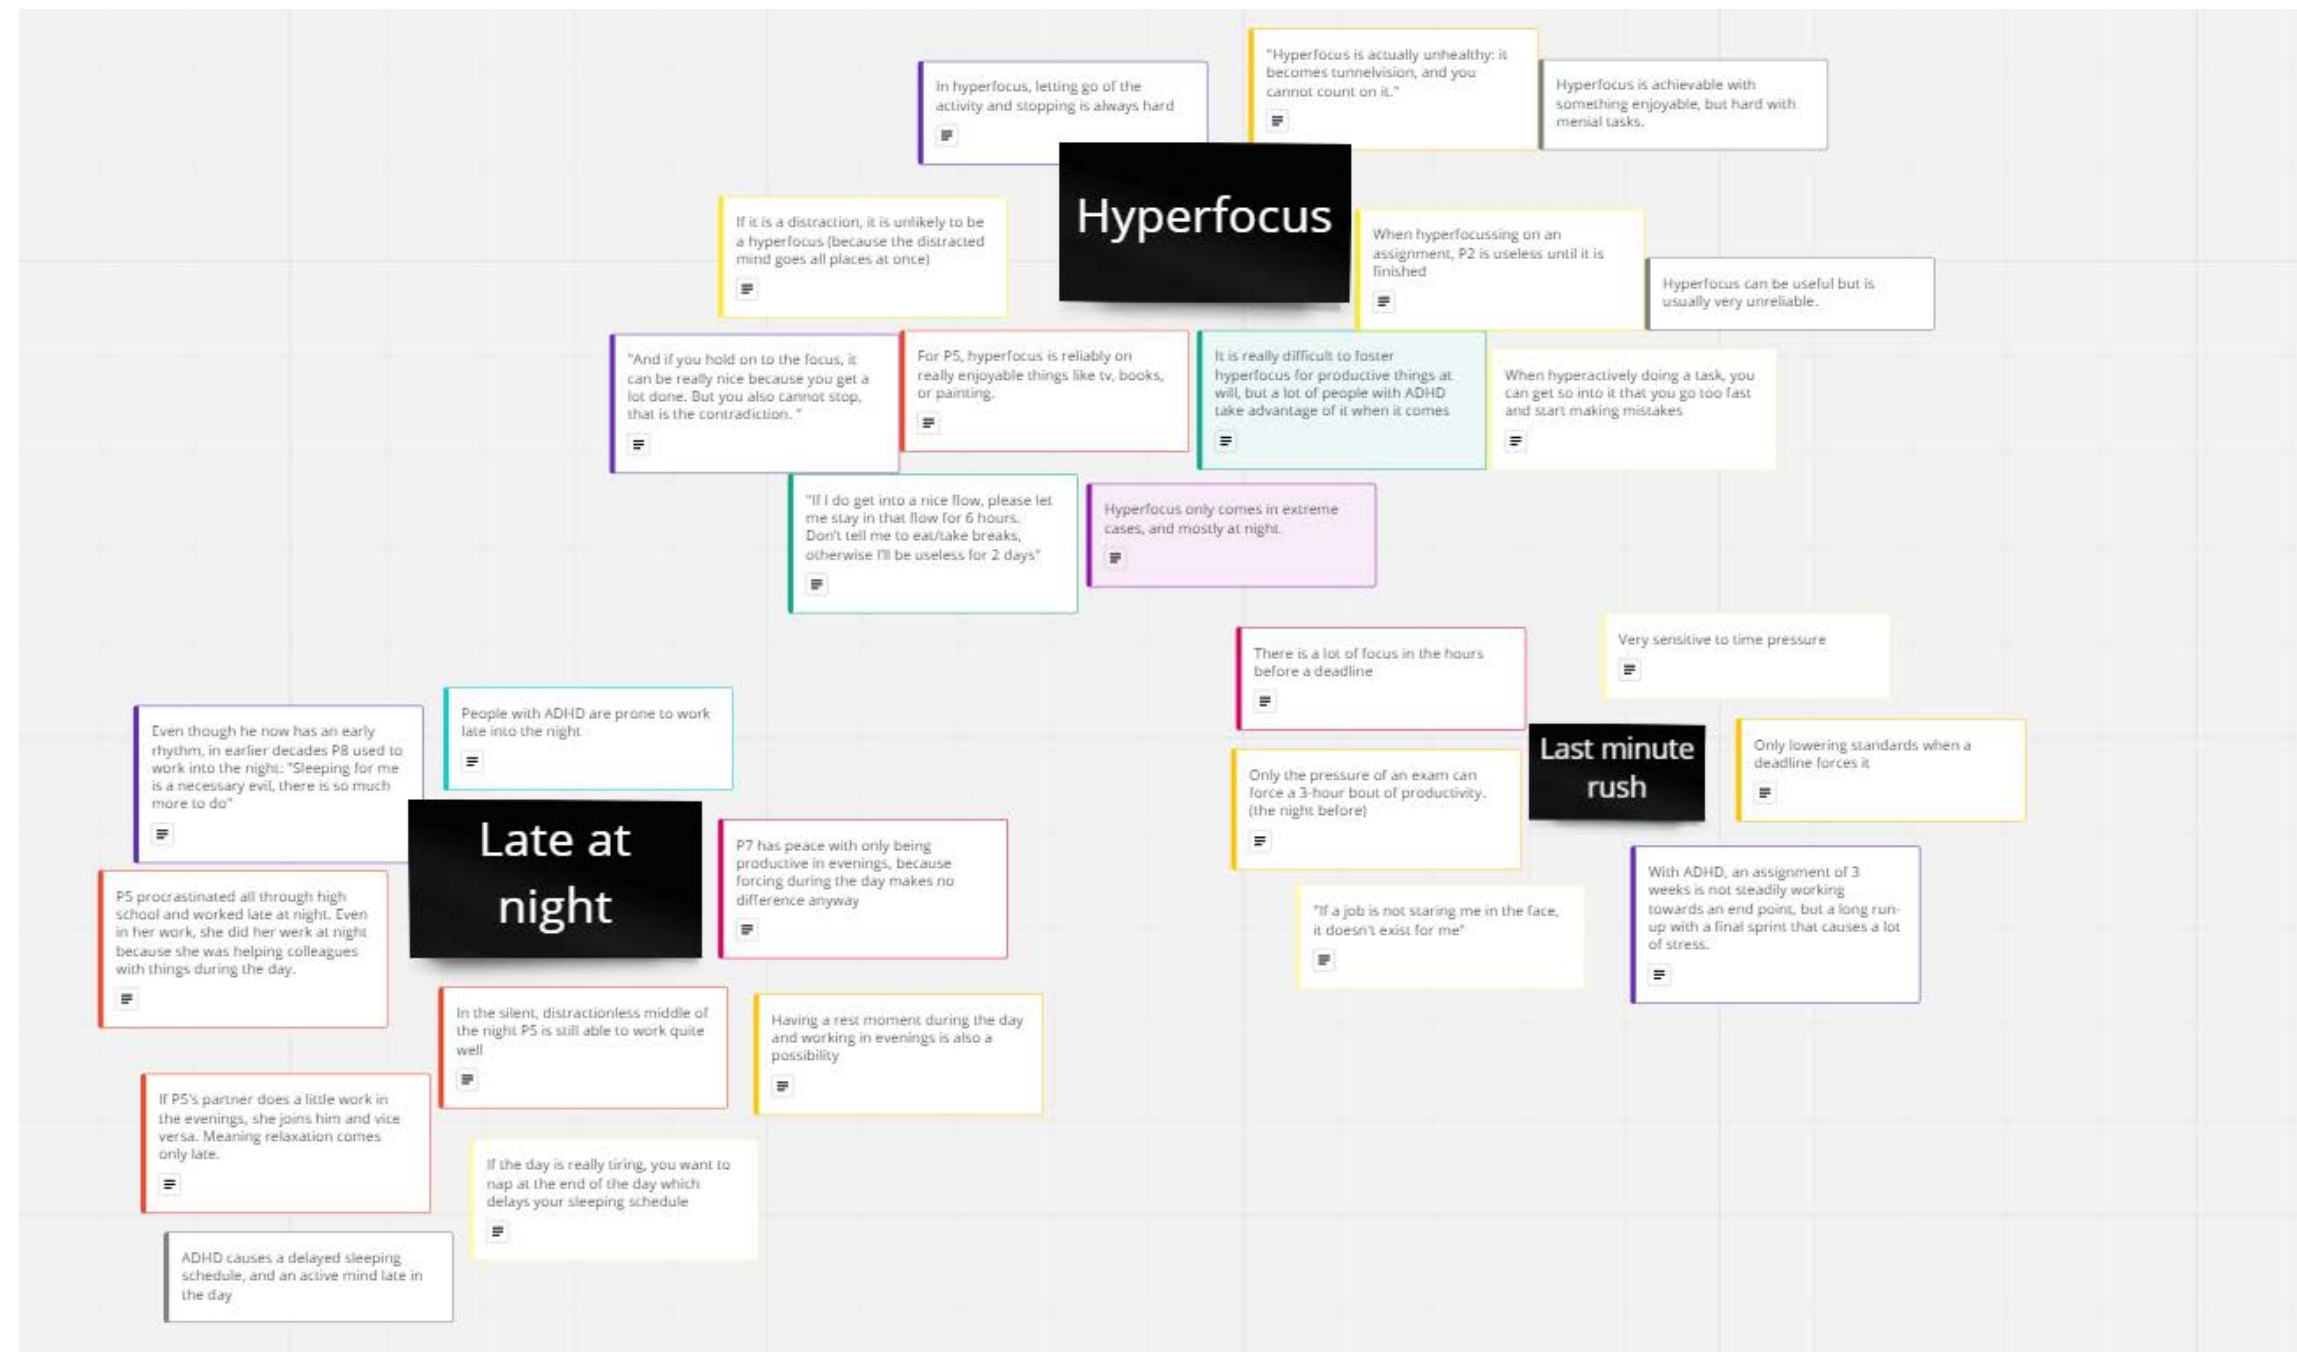 "Hyperfocus is actually unhealthy: it
becomes tunnelvision, and you
cannot count on it."
In hyperfocus, letting go of the
activity and stopping is always hard
Hyperfocus is achievable with
something enjoyable, but hard with
menial tasks.
Hyperfocus
If it is a distraction, it is unlikely to be
a hyperfocus (because the distracted
mind goes all places at once)
When hyperfocussing on an
assignment, P2 is useless until it is
finished
Hyperfocus can be useful but is
usually very unreliable.
"And if you hold on to the focus, it
can be really nice because you get a
lot done. But you also cannot stop,
that is the contradiction. "
For P5, hyperfocus is reliably on
really enjoyable things like tv, books,
or painting.
It is really difficult to foster
hyperfocus for productive things at
will, but a lot of people with ADHD
take advantage of it when it comes
When hyperactively doing a task, you
can get so into it that you go too fast
and start making mistakes
"If I do get into a nice flow, please let
me stay in that flow for 6 hours.
Don't tell me to eat/take breaks,
otherwise I'll be useless for 2 days"
Hyperfocus only comes in extreme
cases, and mostly at night.
There is a lot of focus in the hours
before a deadline
Very sensitive to time pressure
Last minute
rush
Only lowering standards when a
deadline forces it
Only the pressure of an exam can
force a 3-hour bout of productivity.
(the night before)
"If a job is not staring me in the face,
it doesn't exist for me"
With ADHD, an assignment of 3
weeks is not steadily working
towards an end point, but a long run-
up with a final sprint that causes a lot
of stress.
Even though he now has an early
rhythm, in earlier decades P8 used to
work into the night: "Sleeping for me
is a necessary evil, there is so much
more to do"
People with ADHD are prone to work
late into the night
Late at
night
P7 has peace with only being
productive in evenings, because
forcing during the day makes no
difference anyway
P5 procrastinated all through high
school and worked late at night. Even
in her work, she did her werk at night
because she was helping colleagues
with things during the day.
In the silent, distractionless middle of
the night P5 is still able to work quite
well
Having a rest moment during the day
and working in evenings is also a
possibility
If P5's partner does a little work in
the evenings, she joins him and vice
versa. Meaning relaxation comes
only late.
If the day is really tiring, you want to
nap at the end of the day which
delays your sleeping schedule
ADHD causes a delayed sleeping
schedule, and an active mind late in
the day